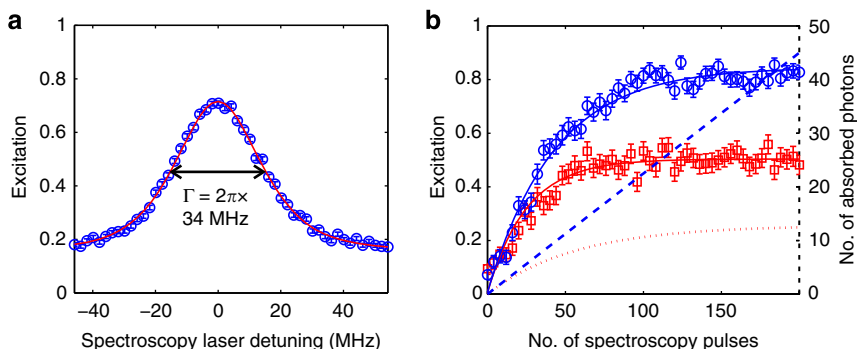 a
1
0.8
0.6
0.4
0.2
0
Excitation
Γ = 2π×
34 MHz
−40 −20 0 20 40
Spectroscopy laser detuning (MHz)
b
1
0.8
0.6
0.4
0.2
0
Excitation
0 50 100 150
No. of spectroscopy pulses
50
40
30
20
10
0
No. of absorbed photons